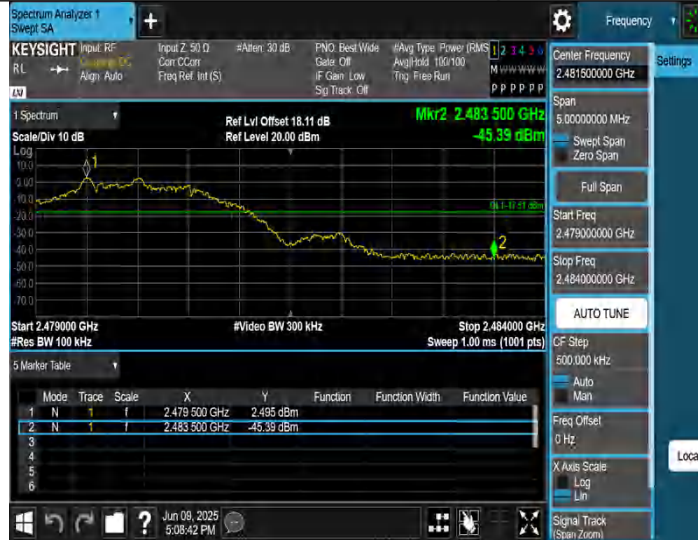 Spectrum Analyzer 1
Swept SA
+
Frequency
KEYSIGHT
RL
Input: RF
Coupling: DC
Align: Auto
Input Z: 50 Ω
Corr CCorr
Freq Ref: Int (S)
#Atten: 30 dB
PNO: Best Wide
Gate: Off
IF Gain: Low
Sig Track: Off
#Avg Type: Power (RMS
Avg|Hold: 100/100
Trig: Free Run
1 2 3 4 5 6
M W W W W W
P P P P P P
1 Spectrum
Scale/Div 10 dB
Ref Lvl Offset 18.11 dB
Ref Level 20.00 dBm
Mkr2 2.483 500 GHz
-45.39 dBm
Log
10.0
0.00
-10.0
-20.0
-30.0
-40.0
-50.0
-60.0
-70.0
1
2
DL1 -17.51 dBm
Start 2.479000 GHz
#Res BW 100 kHz
#Video BW 300 kHz
Stop 2.484000 GHz
Sweep 1.00 ms (1001 pts)
5 Marker Table
Mode Trace Scale X Y Function Function Width Function Value
1 N 1 f 2.479 500 GHz 2.495 dBm
2 N 1 f 2.483 500 GHz -45.39 dBm
3
4
5
6
Jun 09, 2025
5:08:42 PM
Center Frequency
2.481500000 GHz
Settings
Span
5.00000000 MHz
Swept Span
Zero Span
Full Span
Start Freq
2.479000000 GHz
Stop Freq
2.484000000 GHz
AUTO TUNE
CF Step
500.000 kHz
Auto
Man
Freq Offset
0 Hz
X Axis Scale
Log
Lin
Signal Track
(Span Zoom)
Loca